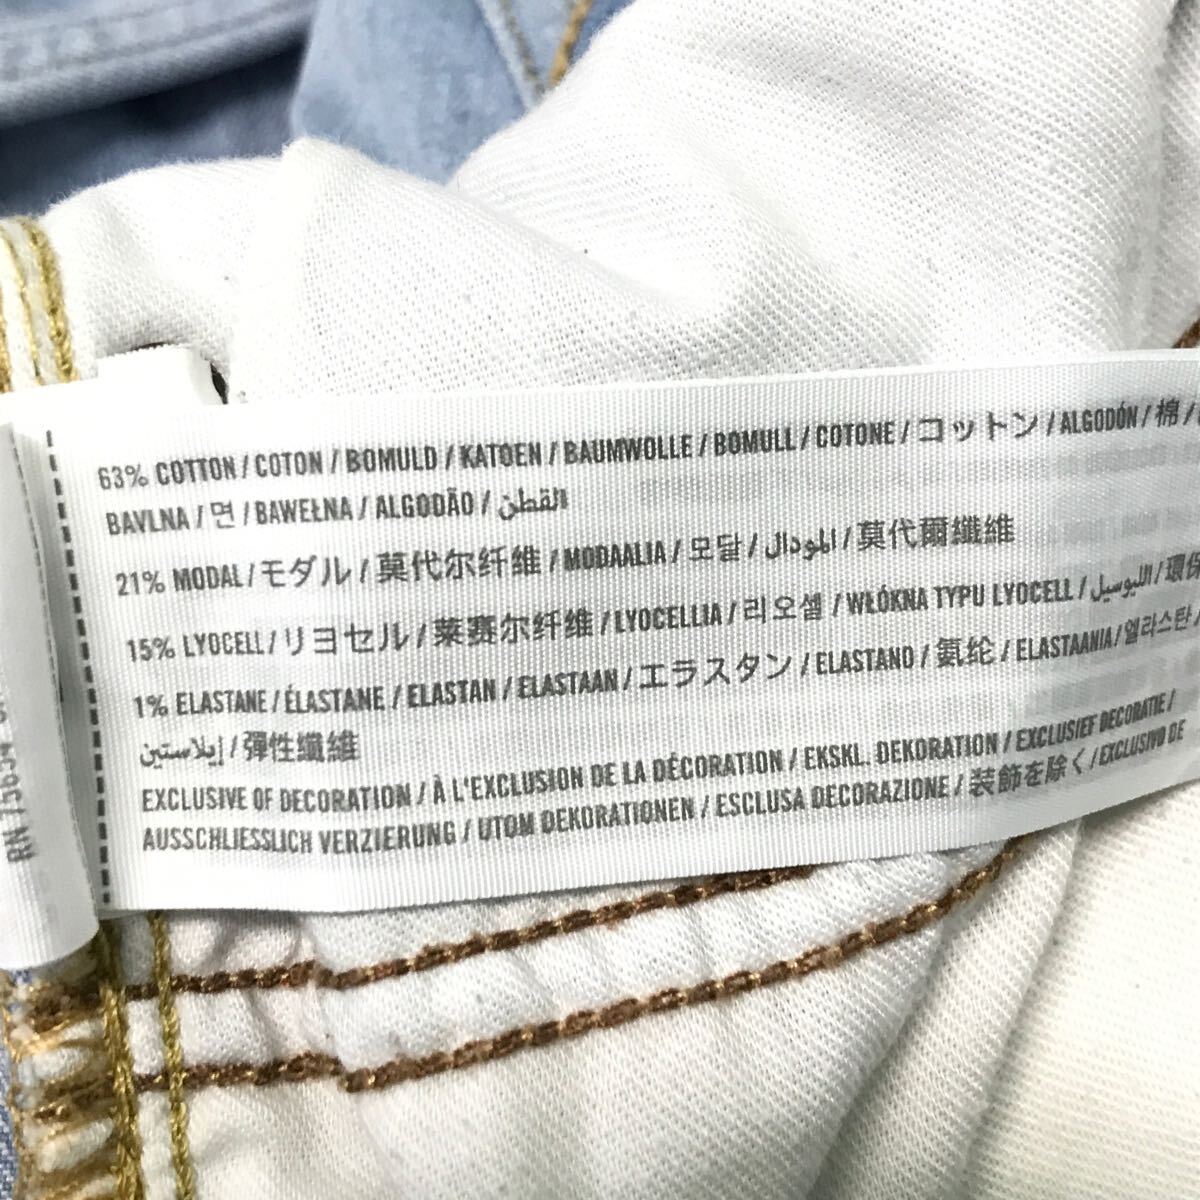 63% COTTON / COTON / BOMULD / KATOEN / BAUMWOLLE / BOMULL / COTONE / コットン / ALGODÓN / 棉 /
BAVLNA / 면 / BAWEŁNA / ALGODÃO / القطن
21% MODAL / モダル / 莫代尔纤维 / MODAALIA / 모달 / المودال / 莫代爾纖維
15% LYOCELL / リヨセル / 莱赛尔纤维 / LYOCELLIA / 리오셀 / WŁÓKNA TYPU LYOCELL / الليوسيل / 環保
1% ELASTANE / ÉLASTANE / ELASTAN / ELASTAAN / エラスタン / ELASTANO / 氨纶 / ELASTAANIA / 엘라스탄 /
إيلاستين / 彈性纖維
EXCLUSIVE OF DECORATION / À L'EXCLUSION DE LA DÉCORATION / EKSKL. DEKORATION / EXCLUSIEF DECORATIE /
AUSSCHLIESSLICH VERZIERUNG / UTOM DEKORATIONEN / ESCLUSA DECORAZIONE / 装飾を除く / EXCLUSIVO DE
RN 75654